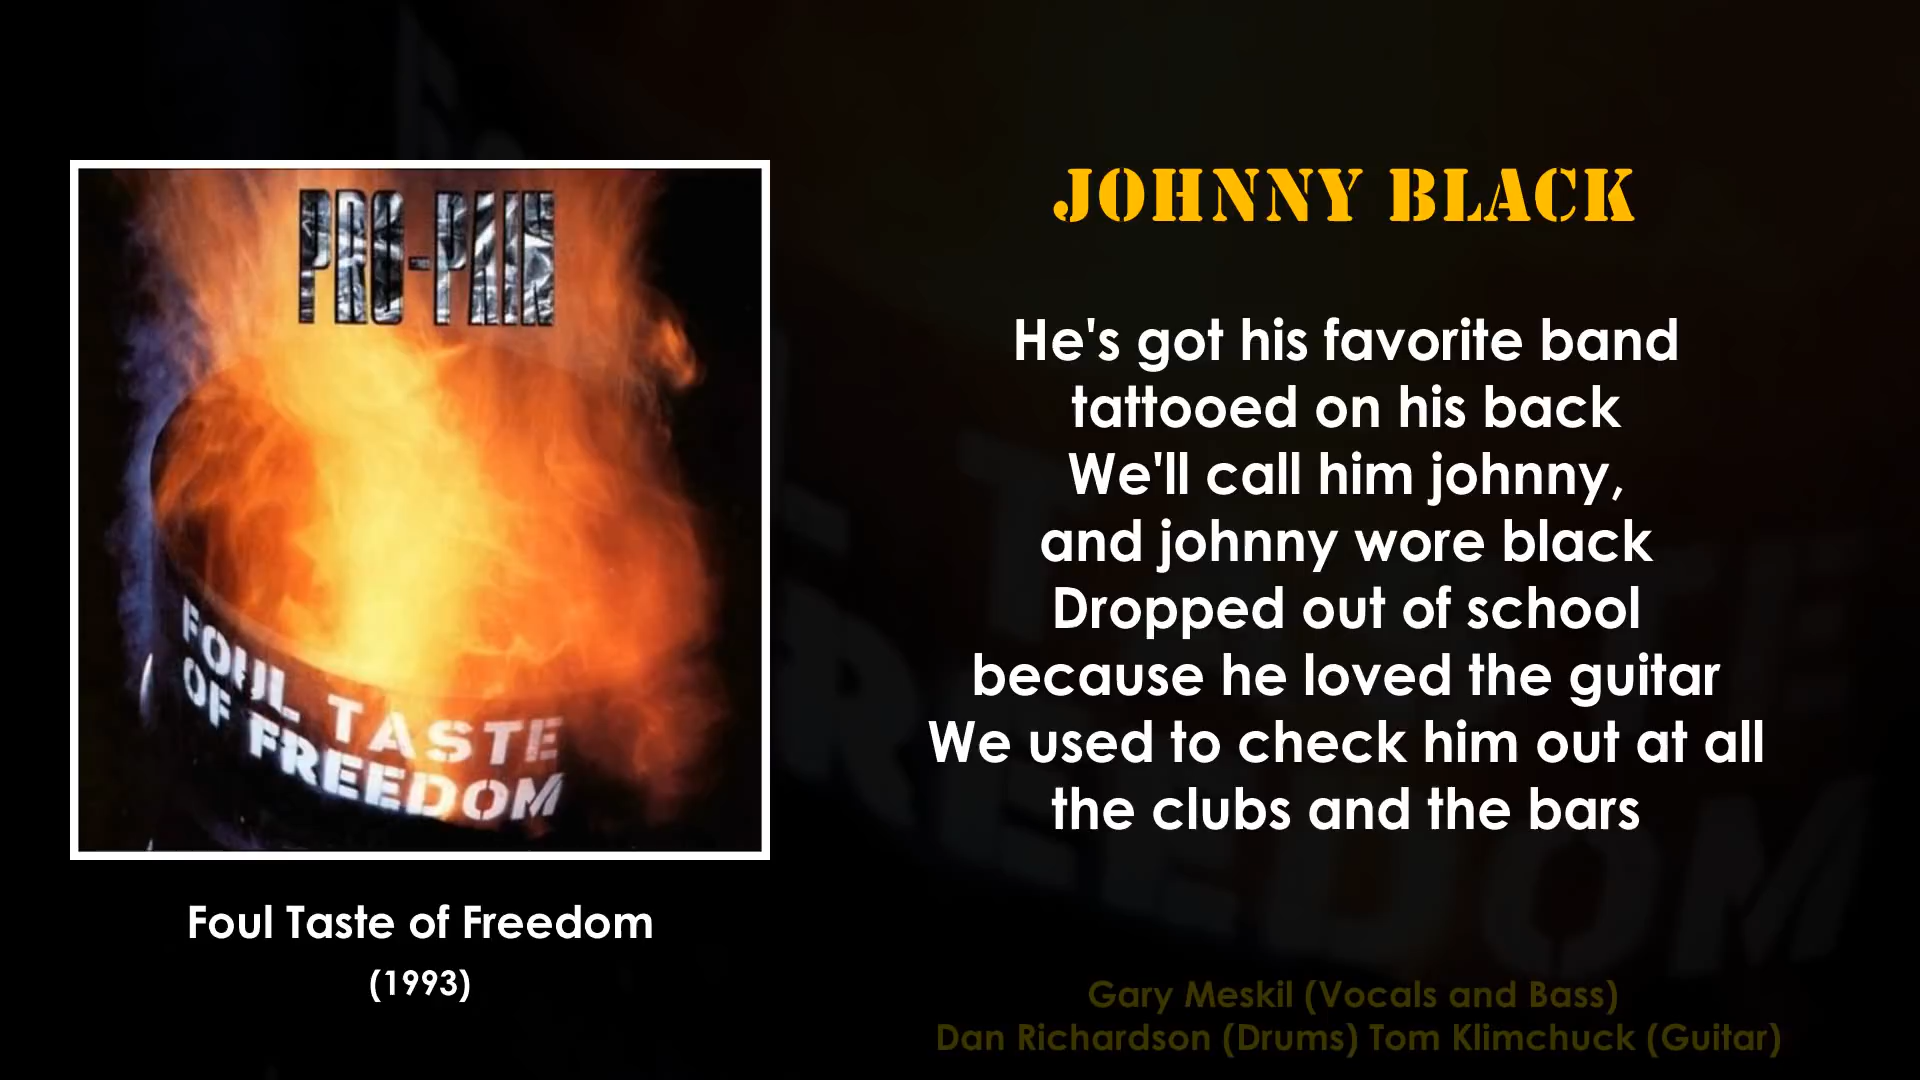 PRO-PAIN
FOUL TASTE
OF FREEDOM
Foul Taste of Freedom
(1993)
JOHNNY BLACK
He's got his favorite band
tattooed on his back
We'll call him johnny,
and johnny wore black
Dropped out of school
because he loved the guitar
We used to check him out at all
the clubs and the bars
Gary Meskil (Vocals and Bass)
Dan Richardson (Drums) Tom Klimchuck (Guitar)